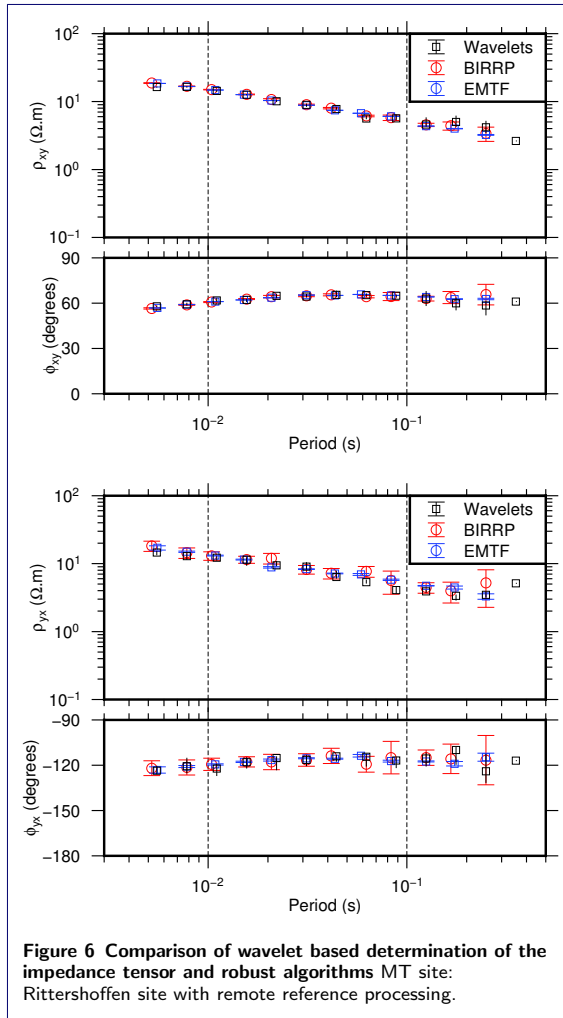 10²
10¹
10⁰
10⁻¹
ρxy (Ω.m)
Wavelets
BIRRP
EMTF
90
60
30
0
ϕxy (degrees)
10⁻² 10⁻¹
Period (s)
10²
10¹
10⁰
10⁻¹
ρyx (Ω.m)
Wavelets
BIRRP
EMTF
−90
−120
−150
−180
ϕyx (degrees)
10⁻² 10⁻¹
Period (s)
Figure 6 Comparison of wavelet based determination of the
impedance tensor and robust algorithms MT site:
Rittershoffen site with remote reference processing.